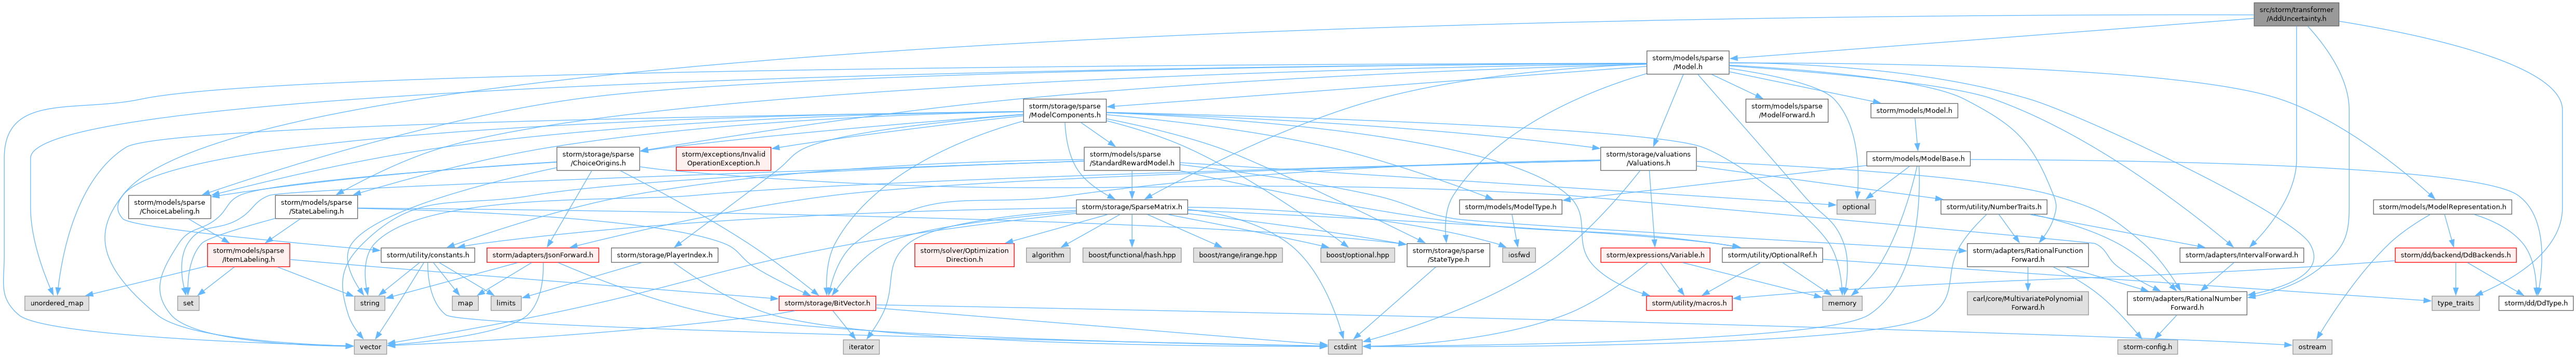 src/storm/transformer
/AddUncertainty.h
storm/models/sparse
/Model.h
storm/storage/sparse
/ModelComponents.h
storm/models/sparse
/ModelForward.h
storm/models/Model.h
storm/storage/sparse
/ChoiceOrigins.h
storm/exceptions/Invalid
OperationException.h
storm/models/sparse
/StandardRewardModel.h
storm/storage/valuations
/Valuations.h
storm/models/ModelBase.h
storm/models/sparse
/ChoiceLabeling.h
storm/models/sparse
/StateLabeling.h
storm/storage/SparseMatrix.h
storm/models/ModelType.h
optional
storm/utility/NumberTraits.h
storm/models/ModelRepresentation.h
storm/models/sparse
/ItemLabeling.h
storm/utility/constants.h
storm/adapters/JsonForward.h
storm/storage/PlayerIndex.h
storm/solver/Optimization
Direction.h
algorithm
boost/functional/hash.hpp
boost/range/irange.hpp
boost/optional.hpp
storm/storage/sparse
/StateType.h
iosfwd
storm/expressions/Variable.h
storm/utility/OptionalRef.h
storm/adapters/RationalFunction
Forward.h
storm/adapters/IntervalForward.h
storm/dd/backend/DdBackends.h
unordered_map
set
string
map
limits
storm/storage/BitVector.h
storm/utility/macros.h
memory
carl/core/MultivariatePolynomial
Forward.h
storm/adapters/RationalNumber
Forward.h
type_traits
storm/dd/DdType.h
vector
iterator
cstdint
storm-config.h
ostream